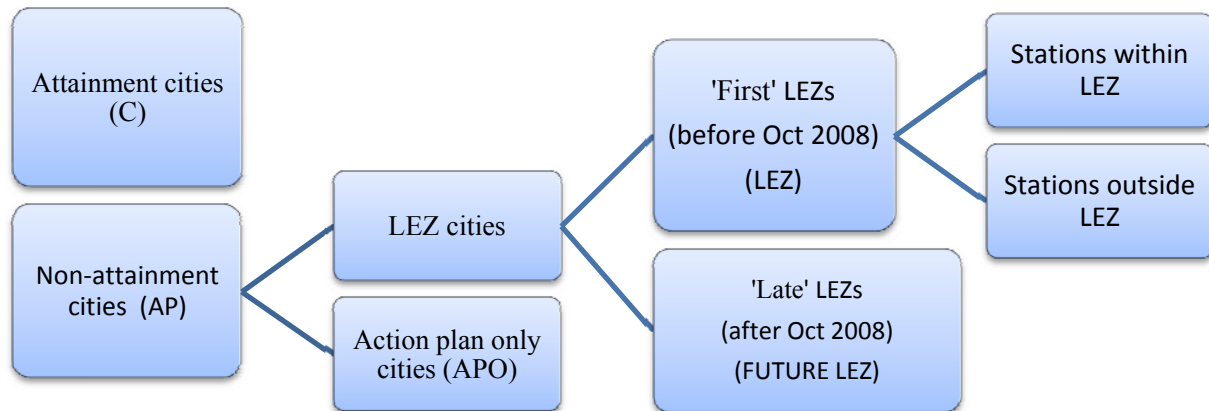 Attainment cities
(C)
Non-attainment
cities (AP)
LEZ cities
Action plan only
cities (APO)
'First' LEZs
(before Oct 2008)
(LEZ)
'Late' LEZs
(after Oct 2008)
(FUTURE LEZ)
Stations within
LEZ
Stations outside
LEZ